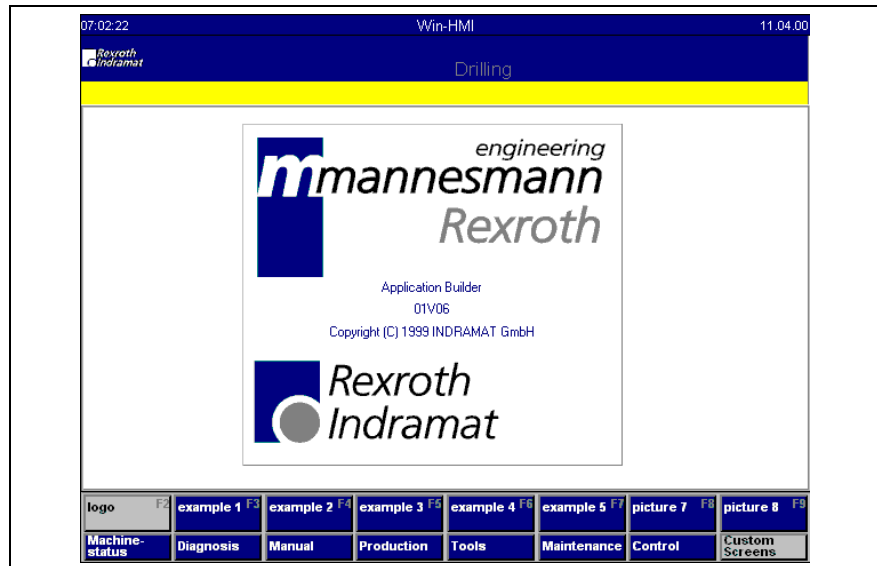 07:02:22 Win-HMI 11.04.00
Rexroth
Indramat
Drilling
engineering
mannesmann
Rexroth
Application Builder
01V06
Copyright (C) 1999 INDRAMAT GmbH
Rexroth
Indramat
logo F2 example 1 F3 example 2 F4 example 3 F5 example 4 F6 example 5 F7 picture 7 F8 picture 8 F9
Machine-
status Diagnosis Manual Production Tools Maintenance Control Custom
Screens